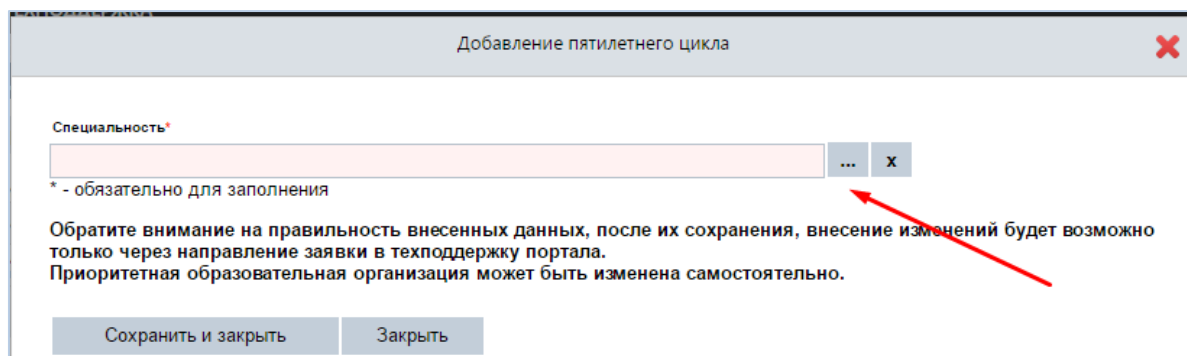 Добавление пятилетнего цикла
Специальность*
... x
* - обязательно для заполнения
Обратите внимание на правильность внесенных данных, после их сохранения, внесение изменений будет возможно
только через направление заявки в техподдержку портала.
Приоритетная образовательная организация может быть изменена самостоятельно.
Сохранить и закрыть Закрыть